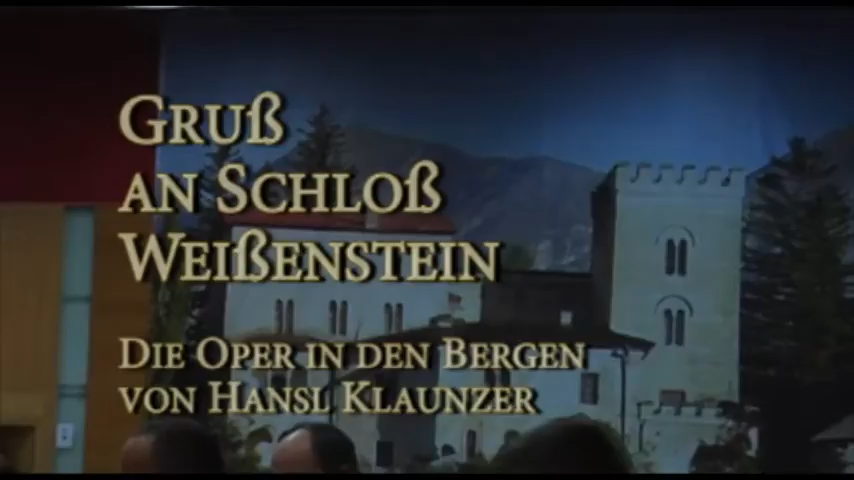 Gruß
an Schloß
Weißenstein
Die Oper in den Bergen
von Hansl Klaunzer